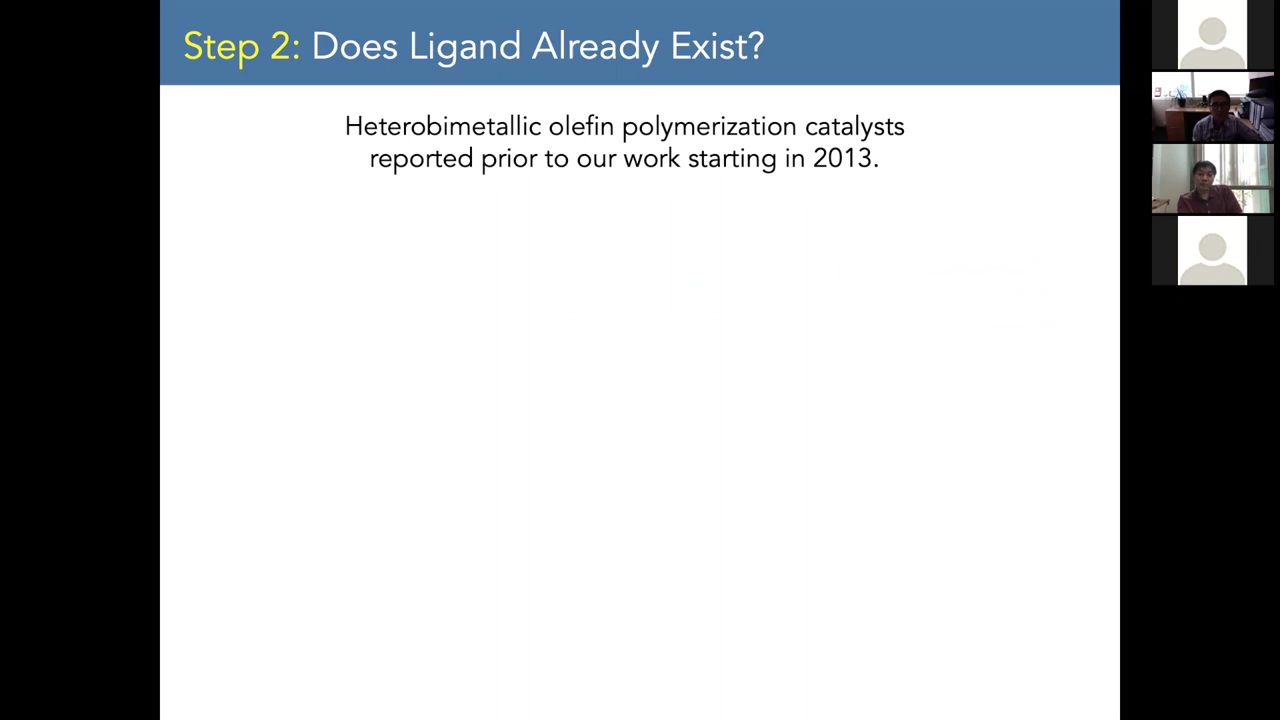 Step 2: Does Ligand Already Exist?
Heterobimetallic olefin polymerization catalysts
reported prior to our work starting in 2013.